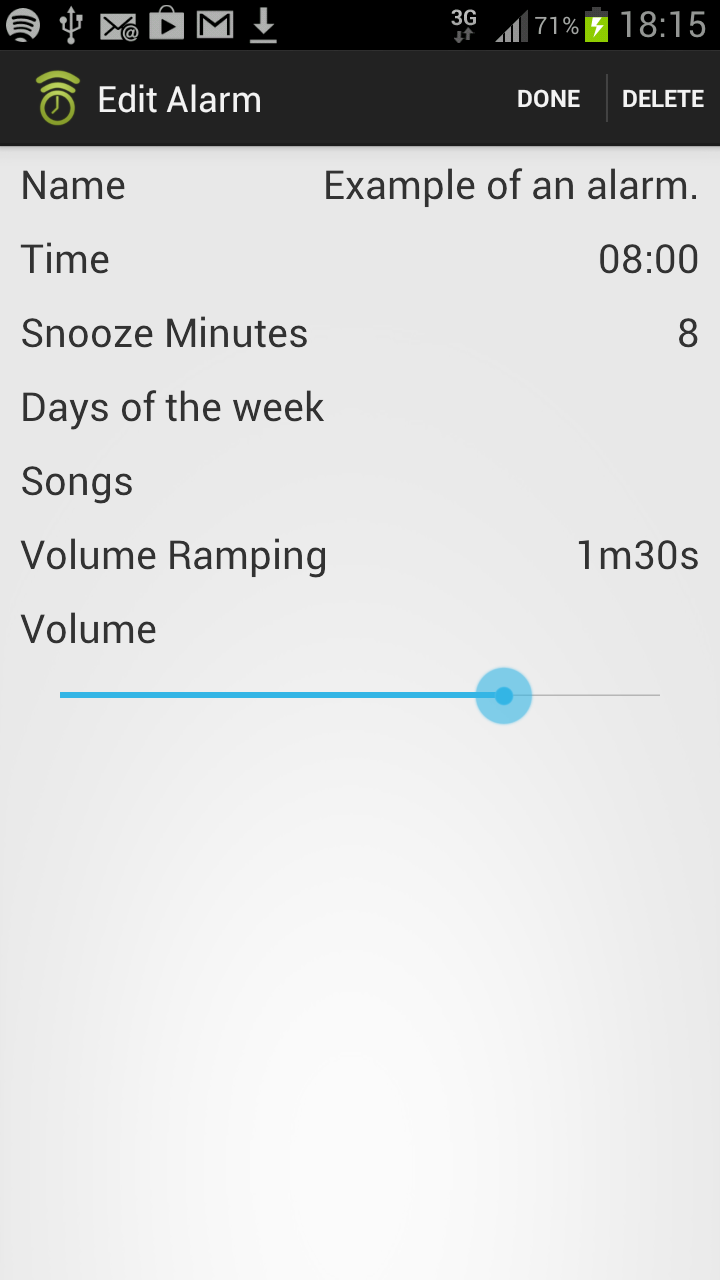 3G 71% 18:15
Edit Alarm DONE DELETE
Name Example of an alarm.
Time 08:00
Snooze Minutes 8
Days of the week
Songs
Volume Ramping 1m30s
Volume